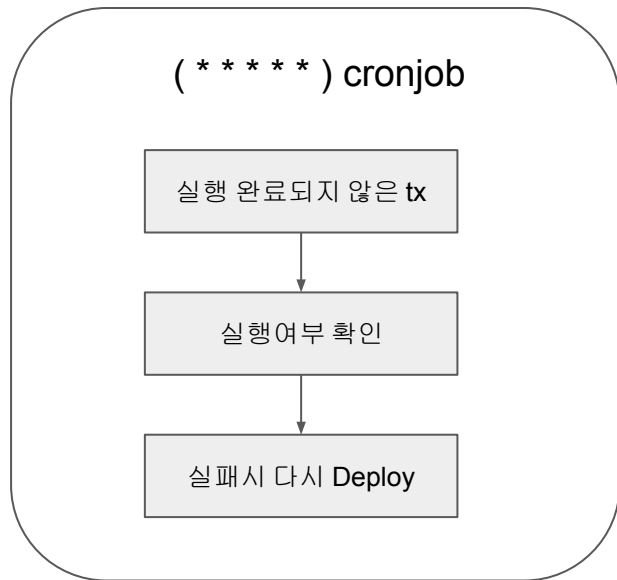 ( * * * * * ) cronjob
실행 완료되지 않은 tx
실행여부 확인
실패시 다시 Deploy